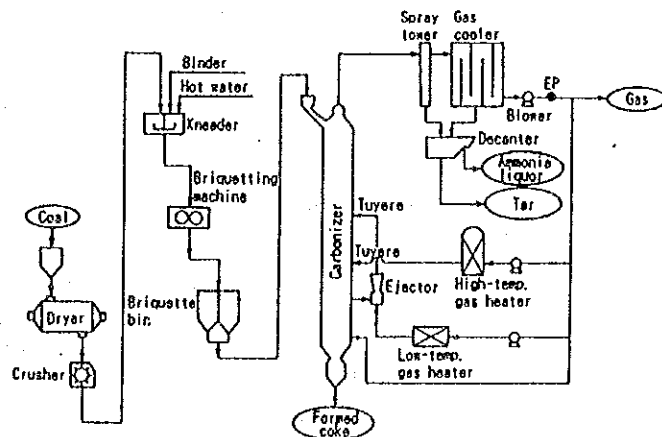 Spray
tower
Gas
cooler
Binder
Hot water
Kneader
EP
Blower
Gas
Decanter
Ammonia
liquor
Tar
Briquetting
machine
Coal
Carbonizer
Tuyere
Tuyere
High-temp.
gas heater
Ejector
Briquette
bin
Dryer
Low-temp.
gas heater
Crusher
Formed
coke